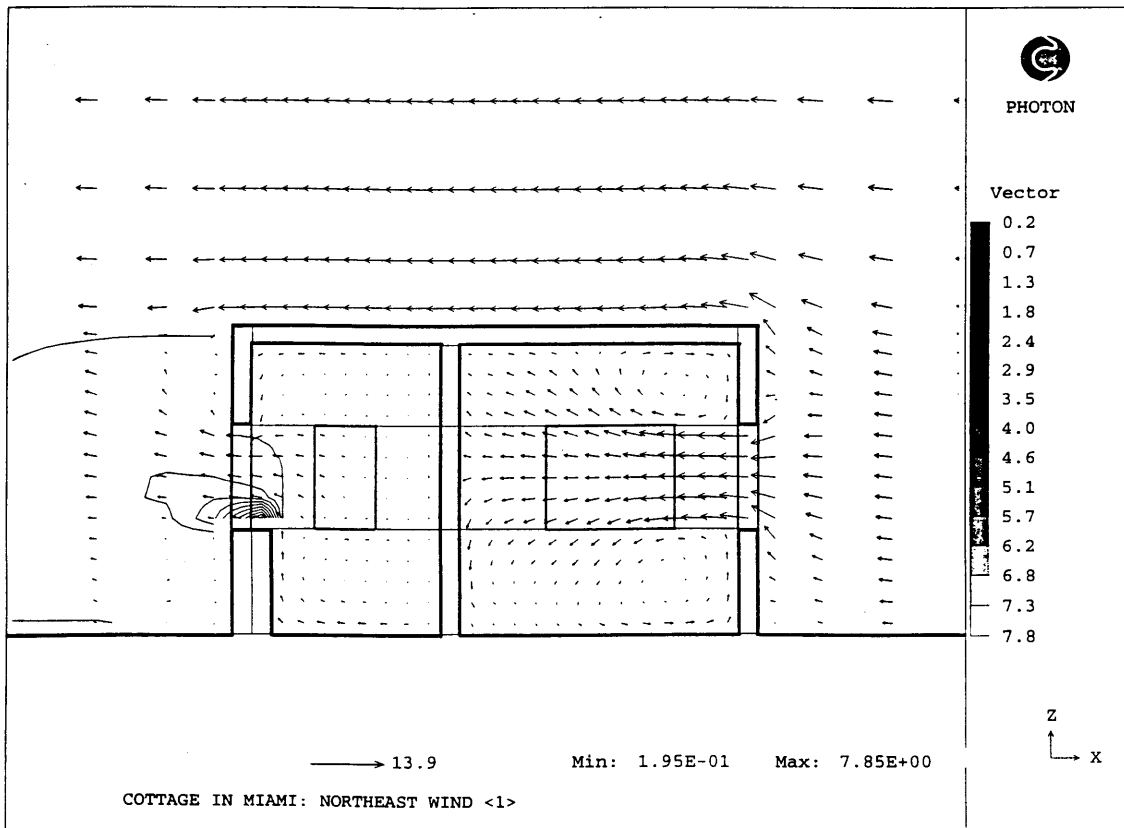 PHOTON
Vector
0.2
0.7
1.3
1.8
2.4
2.9
3.5
4.0
4.6
5.1
5.7
6.2
6.8
7.3
7.8
Z
X
13.9 Min: 1.95E-01 Max: 7.85E+00
COTTAGE IN MIAMI: NORTHEAST WIND <1>